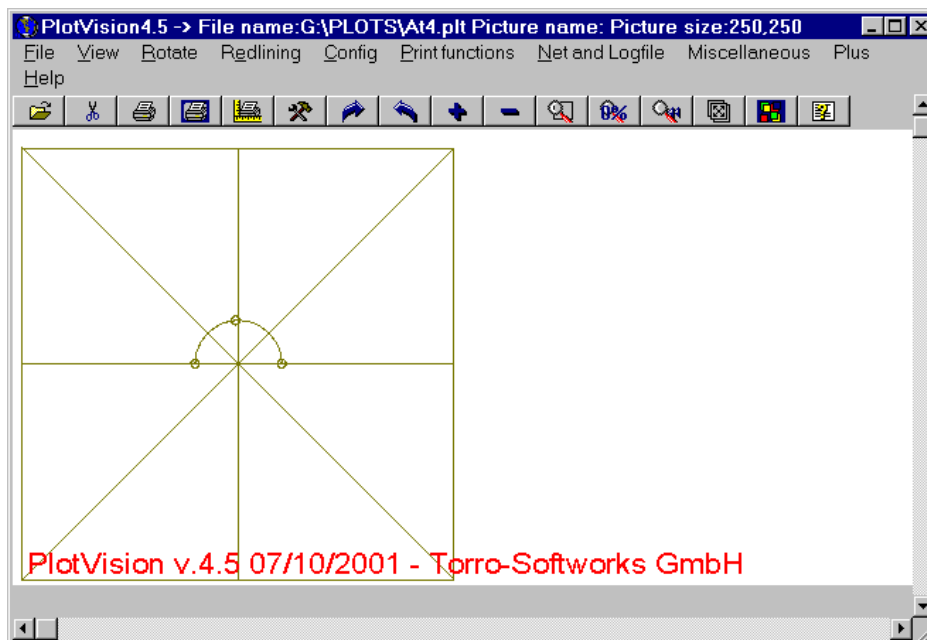 PlotVision4.5 -> File name:G:\PLOTS\At4.plt Picture name: Picture size:250,250
File View Rotate Redlining Config Print functions Net and Logfile Miscellaneous Plus
Help
PlotVision v.4.5 07/10/2001 - Torro-Softworks GmbH